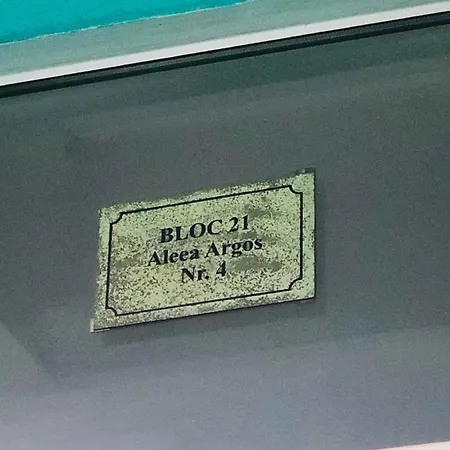 BLOC 21
Aleea Argos
Nr. 4